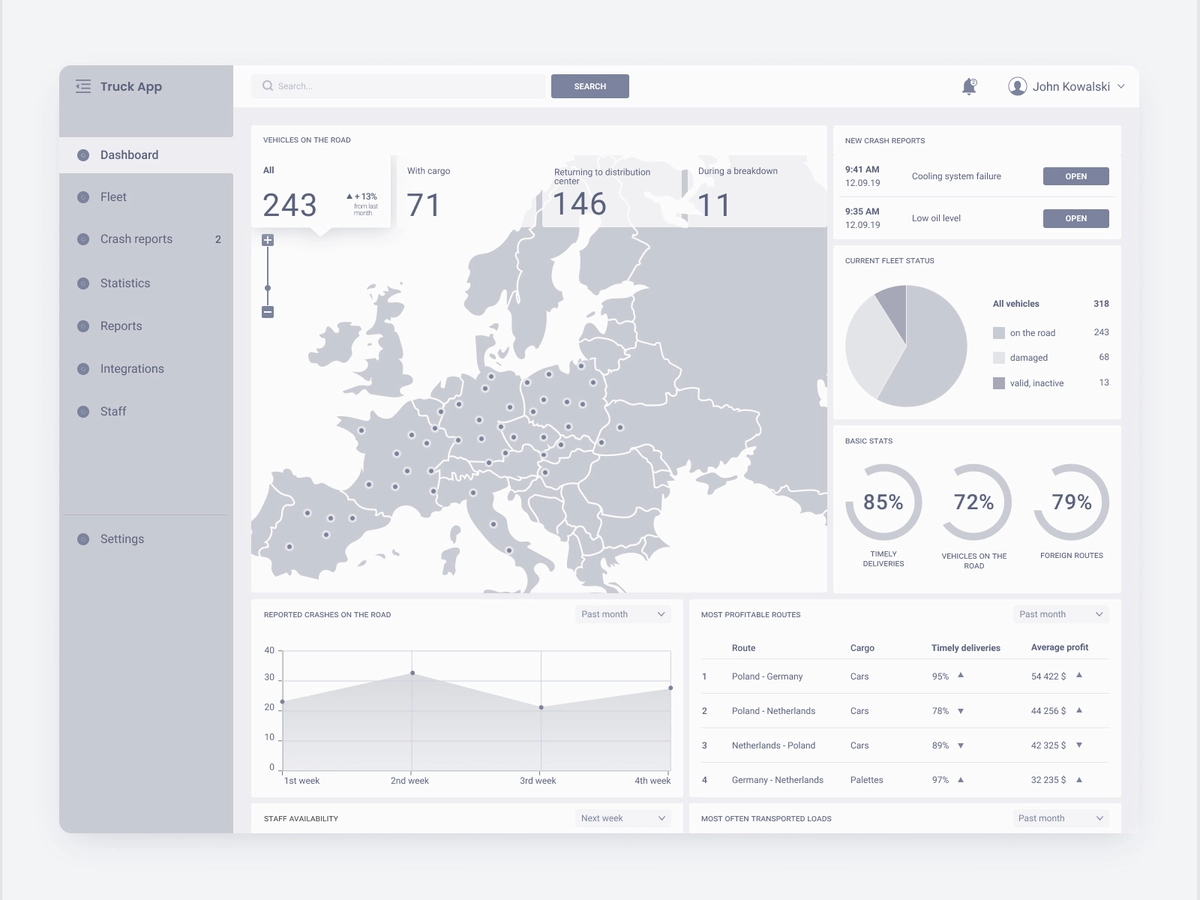 Truck App
Search...
SEARCH
John Kowalski
Dashboard
Fleet
Crash reports 2
Statistics
Reports
Integrations
Staff
Settings
VEHICLES ON THE ROAD
All
243
+ 13%
from last
month
With cargo
71
Returning to distribution
center
146
During a breakdown
11
NEW CRASH REPORTS
9:41 AM
12.09.19
Cooling system failure
OPEN
9:35 AM
12.09.19
Low oil level
OPEN
CURRENT FLEET STATUS
All vehicles 318
on the road 243
damaged 68
valid, inactive 13
BASIC STATS
85%
TIMELY
DELIVERIES
72%
VEHICLES ON THE
ROAD
79%
FOREIGN ROUTES
REPORTED CRASHES ON THE ROAD
Past month
40
30
20
10
0
1st week 2nd week 3rd week 4th week
MOST PROFITABLE ROUTES
Past month
Route Cargo Timely deliveries Average profit
1 Poland - Germany Cars 95% 54 422 $
2 Poland - Netherlands Cars 78% 44 256 $
3 Netherlands - Poland Cars 89% 42 325 $
4 Germany - Netherlands Palettes 97% 32 235 $
STAFF AVAILABILITY
Next week
MOST OFTEN TRANSPORTED LOADS
Past month